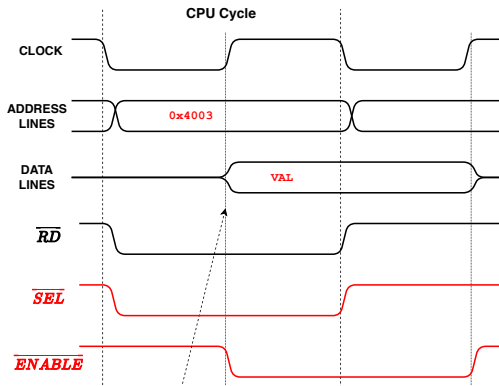 CPU Cycle
CLOCK
ADDRESS
LINES
0x4003
DATA
LINES
VAL
RD
SEL
ENABLE